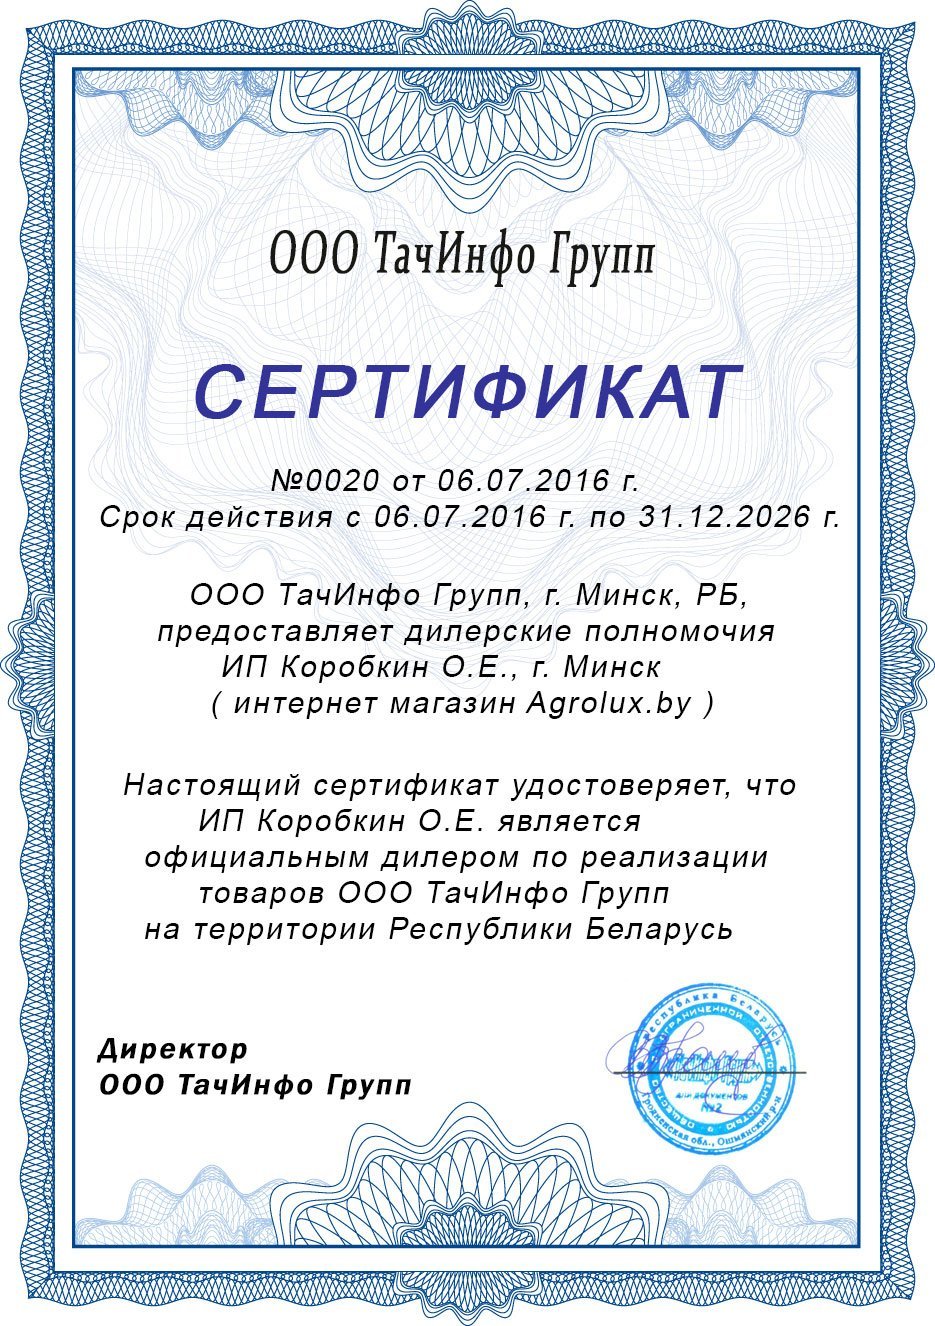 ООО ТачИнфо Групп
СЕРТИФИКАТ
№0020 от 06.07.2016 г.
Срок действия с 06.07.2016 г. по 31.12.2026 г.
ООО ТачИнфо Групп, г. Минск, РБ,
предоставляет дилерские полномочия
ИП Коробкин О.Е., г. Минск
( интернет магазин Agrolux.by )
Настоящий сертификат удостоверяет, что
ИП Коробкин О.Е. является
официальным дилером по реализации
товаров ООО ТачИнфо Групп
на территории Республики Беларусь
Директор
ООО ТачИнфо Групп
Республика Беларусь
ограниченной ответственностью
общество
для документов
№2
Гродненская обл., Ошмянский р-н